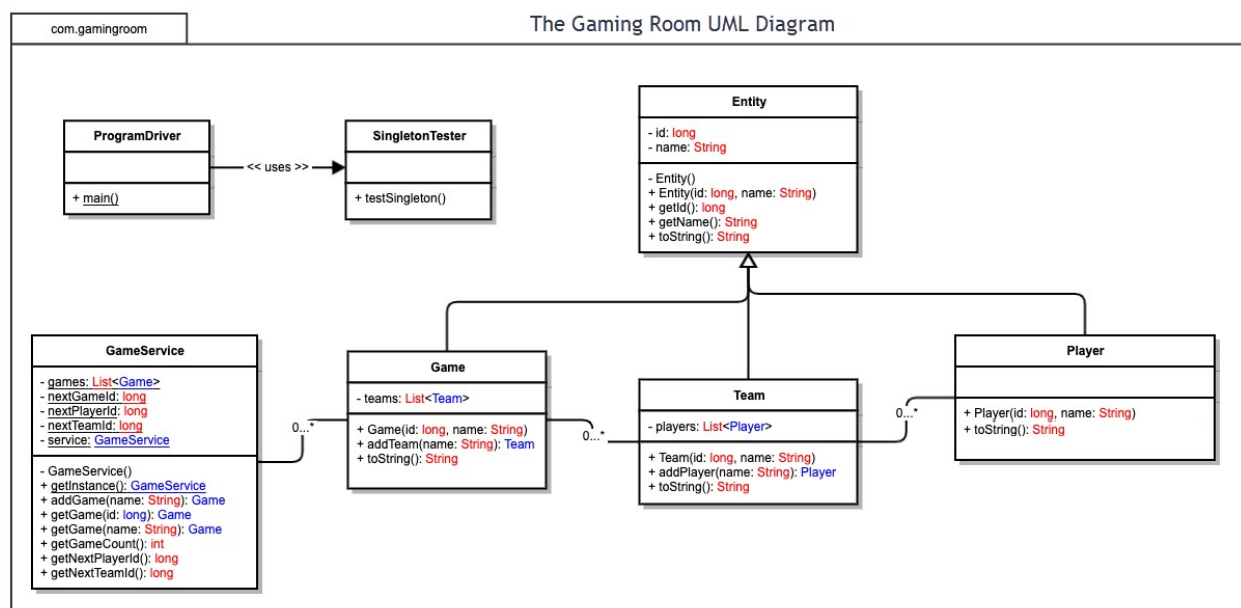 com.gamingroom
The Gaming Room UML Diagram
ProgramDriver
+ main()
<< uses >>
SingletonTester
+ testSingleton()
Entity
- id: long
- name: String
- Entity()
+ Entity(id: long, name: String)
+ getId(): long
+ getName(): String
+ toString(): String
GameService
- games: List<Game>
- nextGameId: long
- nextPlayerId: long
- nextTeamId: long
- service: GameService
- GameService()
+ getInstance(): GameService
+ addGame(name: String): Game
+ getGame(id: long): Game
+ getGame(name: String): Game
+ getGameCount(): int
+ getNextPlayerId(): long
+ getNextTeamId(): long
0...*
Game
- teams: List<Team>
+ Game(id: long, name: String)
+ addTeam(name: String): Team
+ toString(): String
0...*
Team
- players: List<Player>
+ Team(id: long, name: String)
+ addPlayer(name: String): Player
+ toString(): String
0...*
Player
+ Player(id: long, name: String)
+ toString(): String